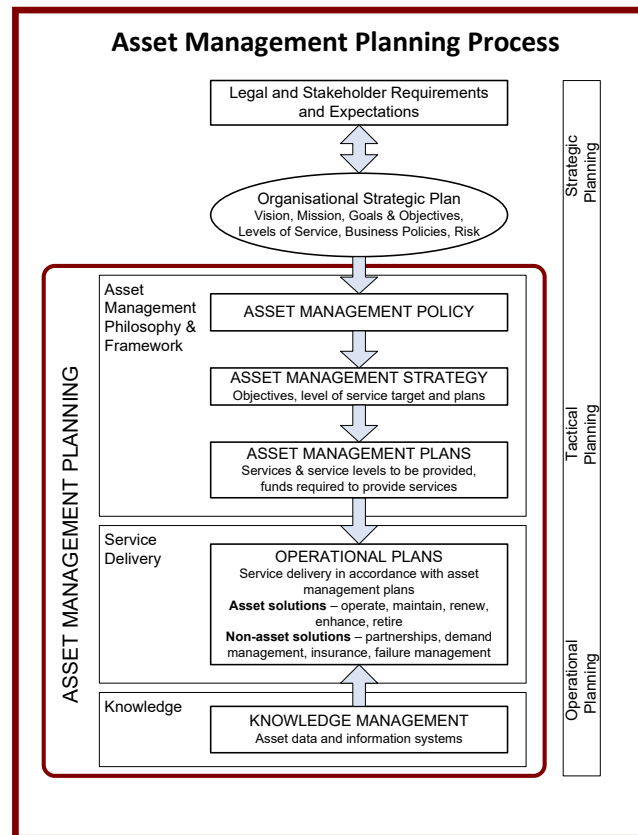 Asset Management Planning Process
Legal and Stakeholder Requirements
and Expectations
Organisational Strategic Plan
Vision, Mission, Goals & Objectives,
Levels of Service, Business Policies, Risk
Strategic
Planning
ASSET MANAGEMENT PLANNING
Asset
Management
Philosophy &
Framework
ASSET MANAGEMENT POLICY
ASSET MANAGEMENT STRATEGY
Objectives, level of service target and plans
ASSET MANAGEMENT PLANS
Services & service levels to be provided,
funds required to provide services
Tactical
Planning
Service
Delivery
OPERATIONAL PLANS
Service delivery in accordance with asset
management plans
Asset solutions – operate, maintain, renew,
enhance, retire
Non-asset solutions – partnerships, demand
management, insurance, failure management
Operational
Planning
Knowledge
KNOWLEDGE MANAGEMENT
Asset data and information systems